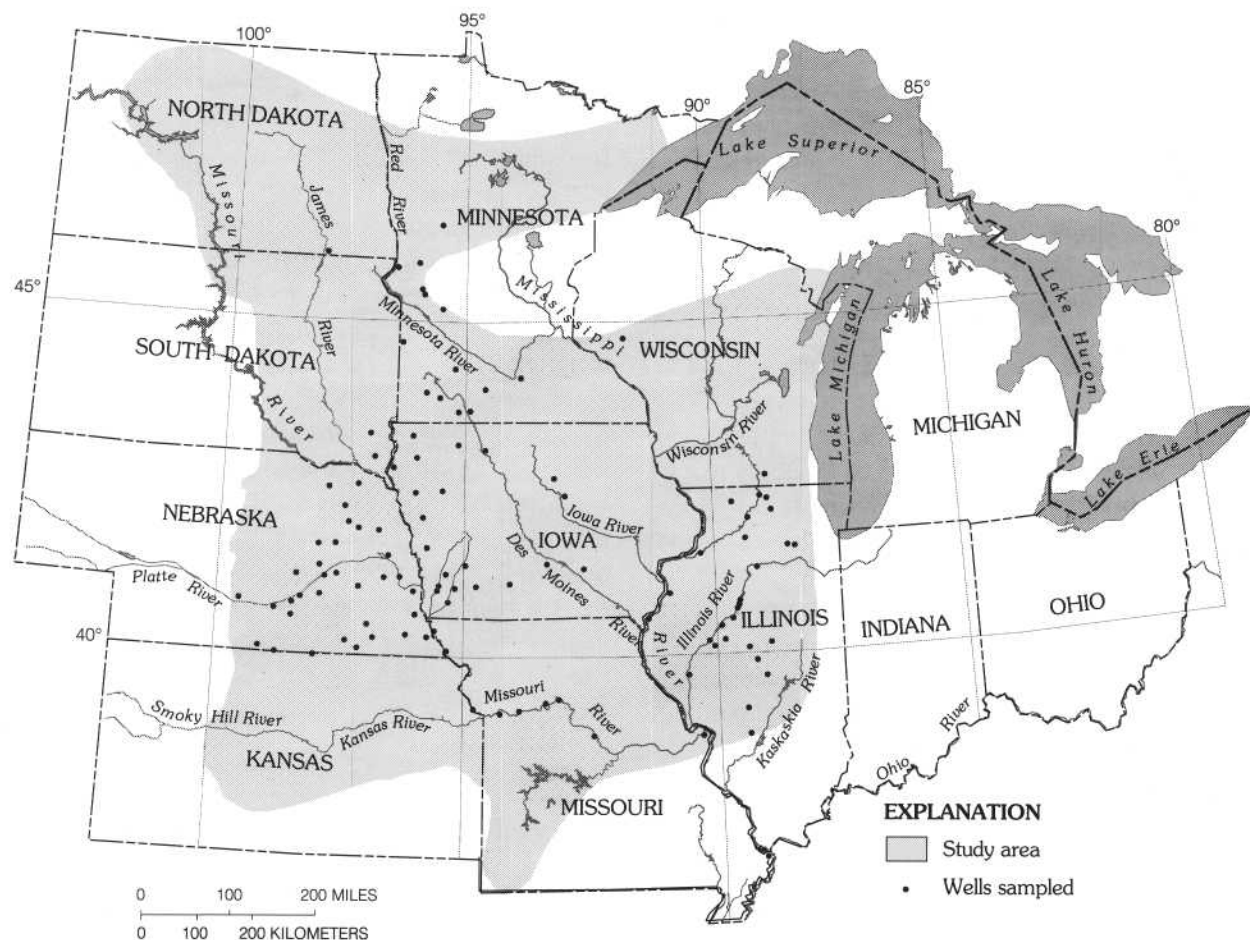 100°
95°
90°
85°
80°
45°
40°
NORTH DAKOTA
Missouri
James
River
Red
River
MINNESOTA
Lake Superior
SOUTH DAKOTA
River
Minnesota River
Mississippi
River
WISCONSIN
Wisconsin River
Lake Michigan
MICHIGAN
Lake Huron
Lake Erie
NEBRASKA
Platte River
IOWA
Iowa River
Des Moines River
Illinois River
ILLINOIS
INDIANA
OHIO
Smoky Hill River
Kansas River
KANSAS
Missouri River
MISSOURI
Kaskaskia River
Ohio River
EXPLANATION
Study area
Wells sampled
0 100 200 MILES
0 100 200 KILOMETERS